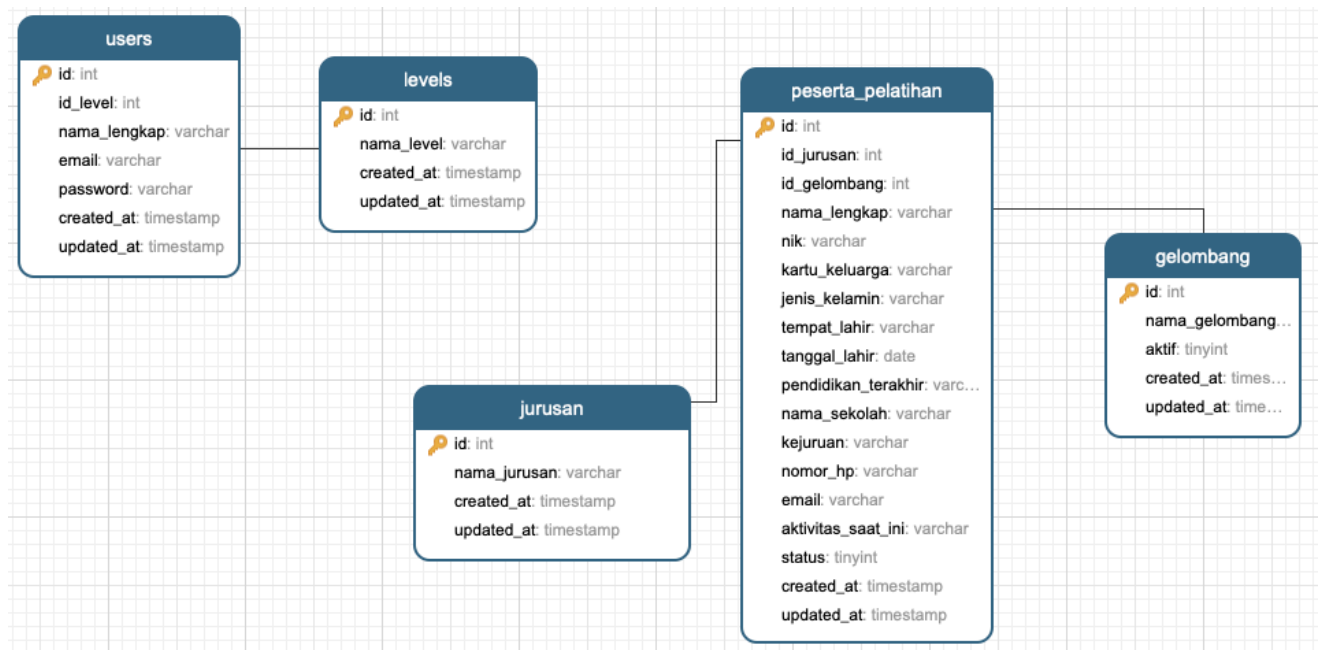 users
id: int
id_level: int
nama_lengkap: varchar
email: varchar
password: varchar
created_at: timestamp
updated_at: timestamp
levels
id: int
nama_level: varchar
created_at: timestamp
updated_at: timestamp
peserta_pelatihan
id: int
id_jurusan: int
id_gelombang: int
nama_lengkap: varchar
nik: varchar
kartu_keluarga: varchar
jenis_kelamin: varchar
tempat_lahir: varchar
tanggal_lahir: date
pendidikan_terakhir: varc...
nama_sekolah: varchar
kejuruan: varchar
nomor_hp: varchar
email: varchar
aktivitas_saat_ini: varchar
status: tinyint
created_at: timestamp
updated_at: timestamp
gelombang
id: int
nama_gelombang...
aktif: tinyint
created_at: times...
updated_at: time...
jurusan
id: int
nama_jurusan: varchar
created_at: timestamp
updated_at: timestamp